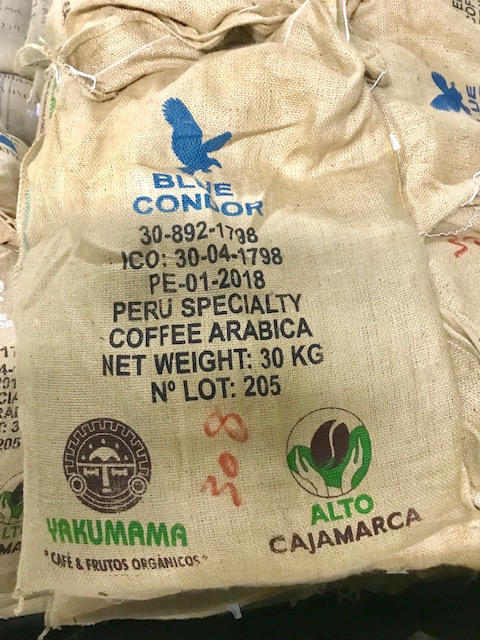 BLUE
CONDOR
30-892-1798
ICO: 30-04-1798
PE-01-2018
PERU SPECIALTY
COFFEE ARABICA
NET WEIGHT: 30 KG
Nº LOT: 205
308
YAKUMAMA
"CAFÉ & FRUTOS ORGÁNICOS"
ALTO
CAJAMARCA